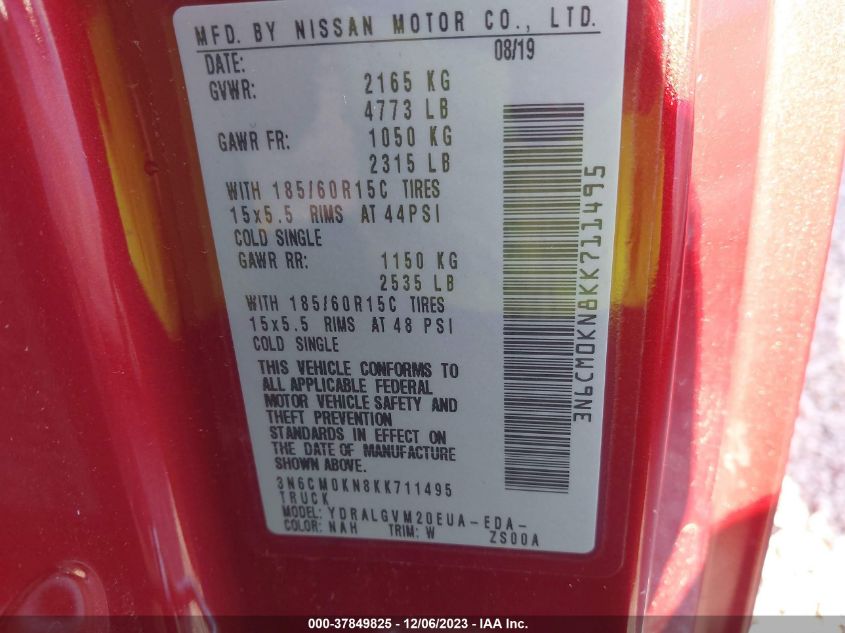 MFD. BY NISSAN MOTOR CO., LTD.
DATE: 08/19
GVWR: 2165 KG
4773 LB
GAWR FR: 1050 KG
2315 LB
WITH 185/60R15C TIRES
15x5.5 RIMS AT 44PSI
COLD SINGLE
GAWR RR: 1150 KG
2535 LB
WITH 185/60R15C TIRES
15x5.5 RIMS AT 48 PSI
COLD SINGLE
THIS VEHICLE CONFORMS TO
ALL APPLICABLE FEDERAL
MOTOR VEHICLE SAFETY AND
THEFT PREVENTION
STANDARDS IN EFFECT ON
THE DATE OF MANUFACTURE
SHOWN ABOVE.
3N6CM0KN8KK711495
TRUCK
MODEL: YDRALGVM20EUA-EDA-
COLOR: NAH TRIM: W ZS00A
3N6CM0KN8KK711495
000-37849825 - 12/06/2023 - IAA Inc.